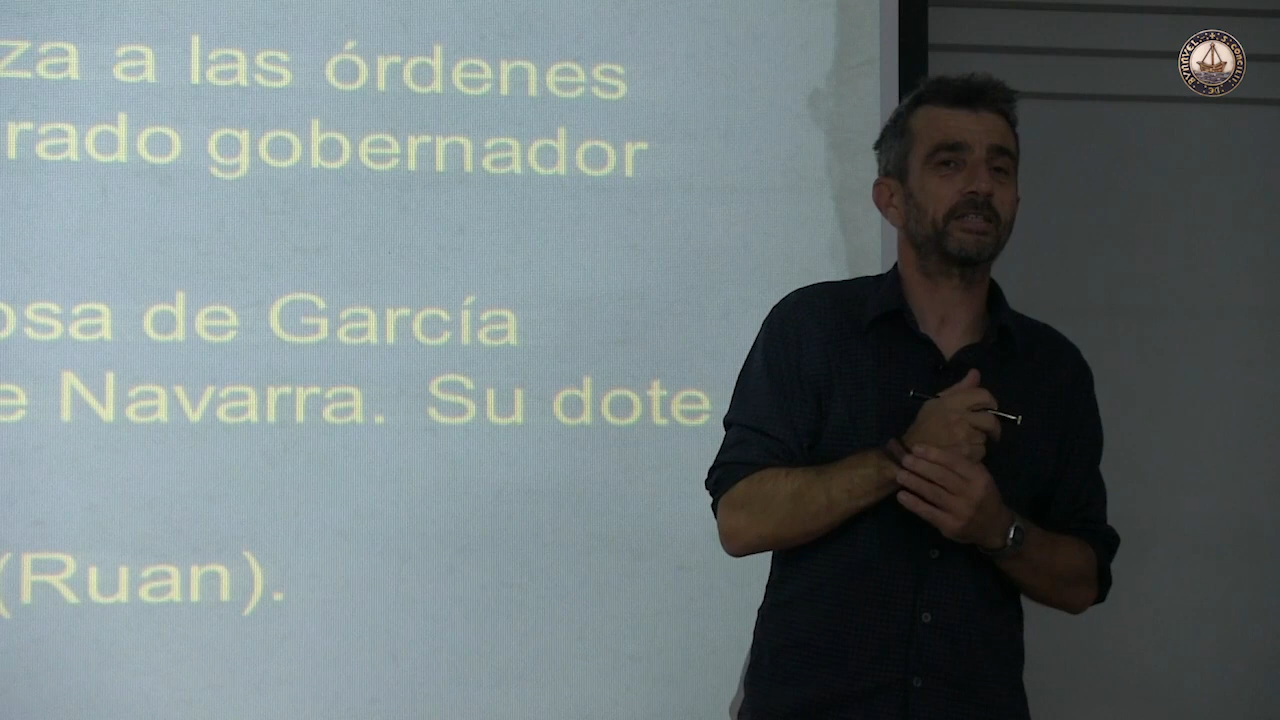 za a las órdenes
rado gobernador
osa de García
e Navarra. Su dote
(Ruan).